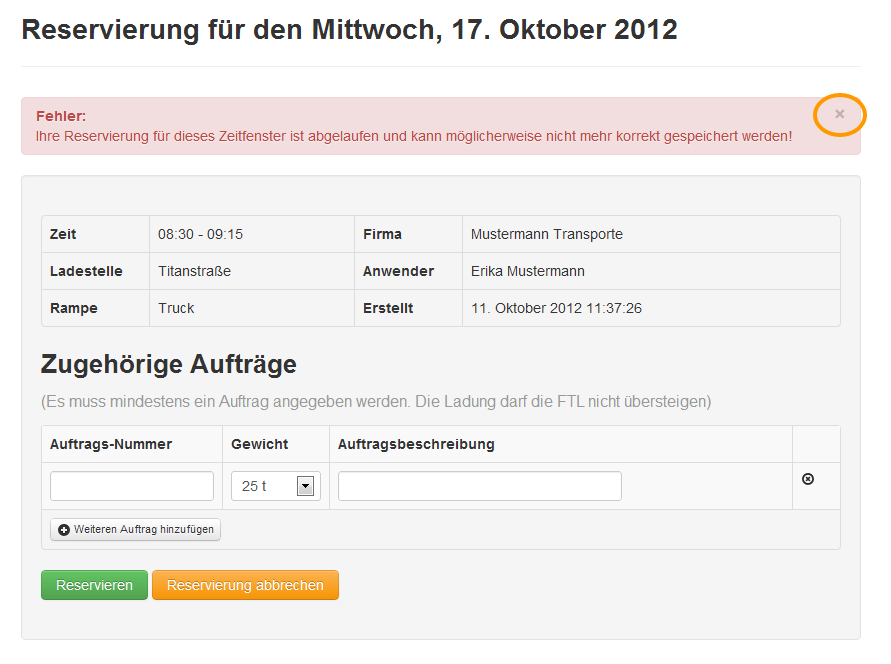 Reservierung für den Mittwoch, 17. Oktober 2012
Fehler:
Ihre Reservierung für dieses Zeitfenster ist abgelaufen und kann möglicherweise nicht mehr korrekt gespeichert werden!
Zeit 08:30 - 09:15 Firma Mustermann Transporte
Ladestelle Titanstraße Anwender Erika Mustermann
Rampe Truck Erstellt 11. Oktober 2012 11:37:26
Zugehörige Aufträge
(Es muss mindestens ein Auftrag angegeben werden. Die Ladung darf die FTL nicht übersteigen)
Auftrags-Nummer Gewicht Auftragsbeschreibung
25 t
Weiteren Auftrag hinzufügen
Reservieren Reservierung abbrechen